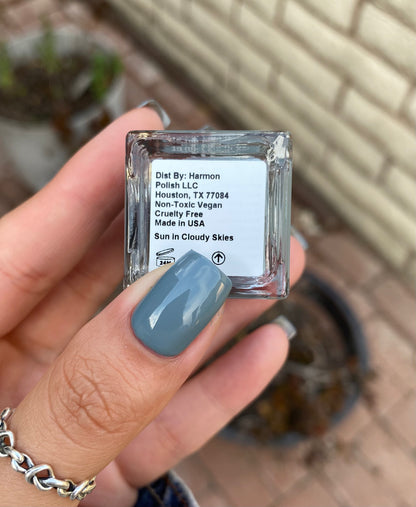 Dist By: Harmon
Polish LLC
Houston, TX 77084
Non-Toxic Vegan
Cruelty Free
Made in USA
Sun in Cloudy Skies
24M